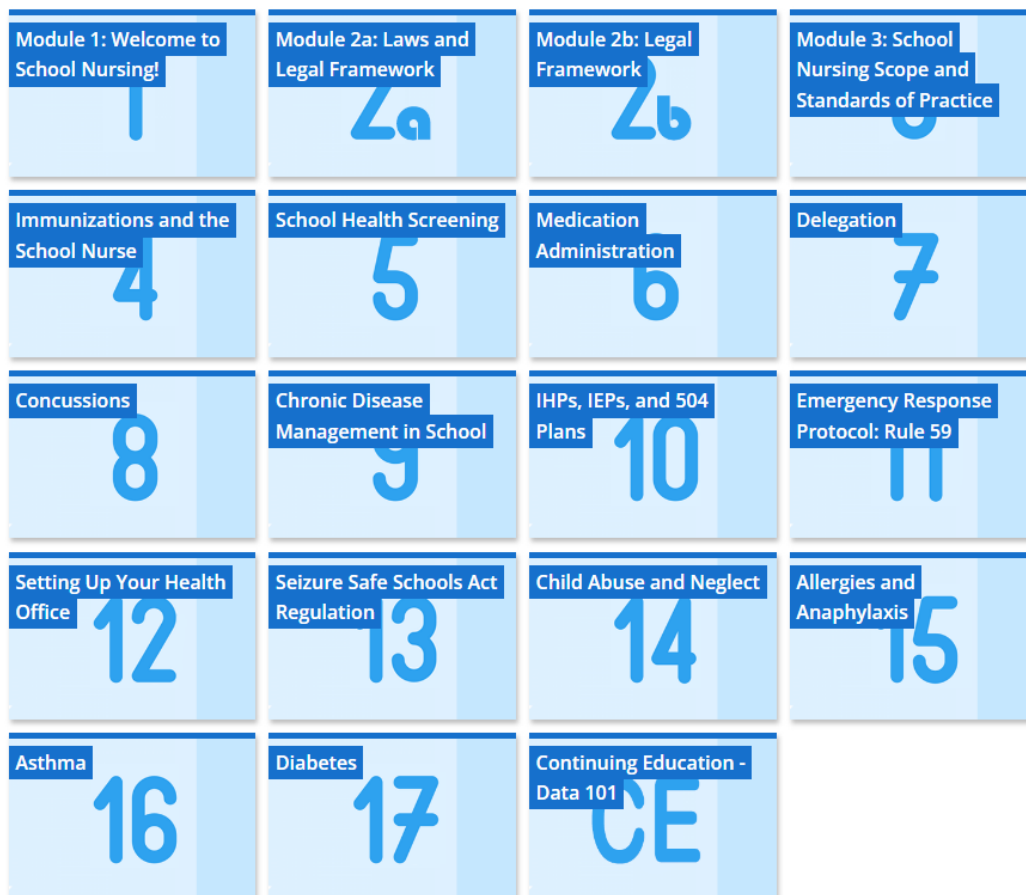 Module 1: Welcome to
School Nursing!
1
Module 2a: Laws and
Legal Framework
2a
Module 2b: Legal
Framework
2b
Module 3: School
Nursing Scope and
Standards of Practice
3
Immunizations and the
School Nurse
4
School Health Screening
5
Medication
Administration
6
Delegation
7
Concussions
8
Chronic Disease
Management in School
9
IHPs, IEPs, and 504
Plans
10
Emergency Response
Protocol: Rule 59
11
Setting Up Your Health
Office
12
Seizure Safe Schools Act
Regulation
13
Child Abuse and Neglect
14
Allergies and
Anaphylaxis
15
Asthma
16
Diabetes
17
Continuing Education -
Data 101
CE